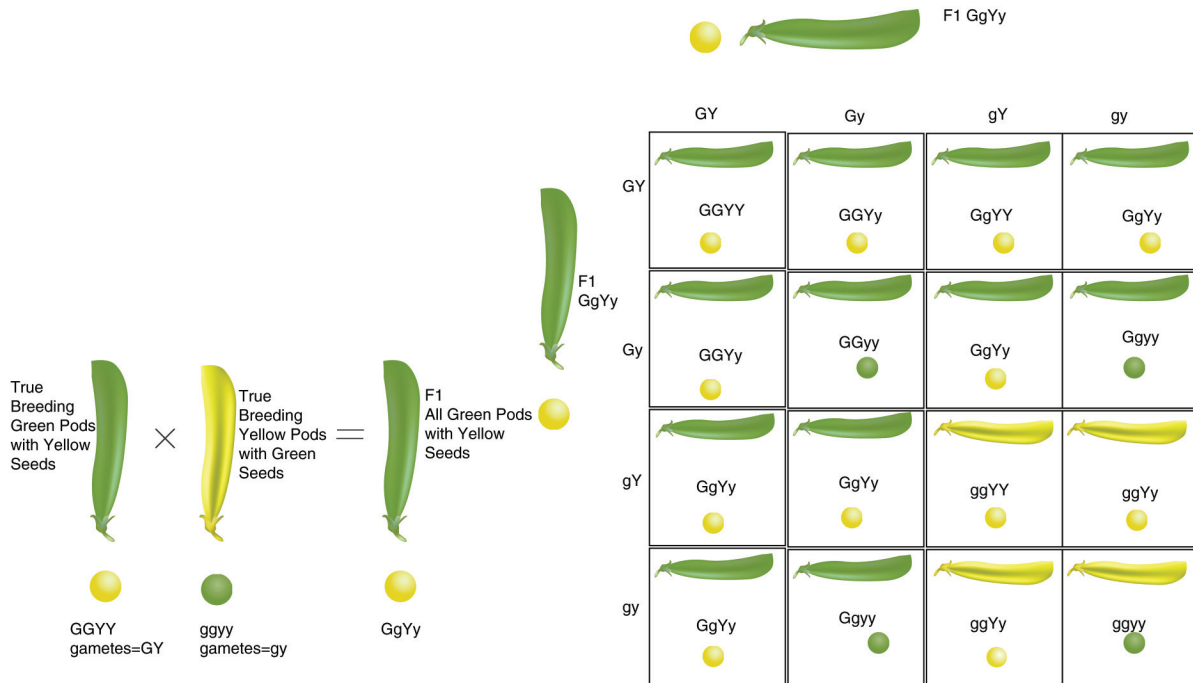 F1 GgYy
GY Gy gY gy
GY
GGYY GGYy GgYY GgYy
F1
GgYy
Gy
GGYy GGyy GgYy Ggyy
True
Breeding
Green Pods
with Yellow
Seeds
True
Breeding
Yellow Pods
with Green
Seeds
F1
All Green Pods
with Yellow
Seeds
gY
GgYy GgYy ggYY ggYy
gy
GgYy Ggyy ggYy ggyy
GGYY
gametes=GY
ggyy
gametes=gy
GgYy